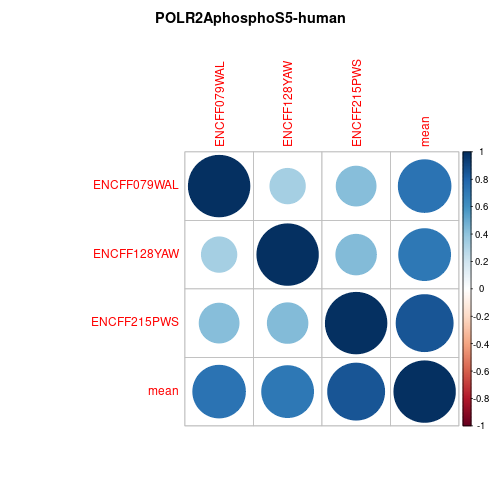 POLR2AphosphoS5-human
ENCFF079WAL
ENCFF128YAW
ENCFF215PWS
mean
ENCFF079WAL
ENCFF128YAW
ENCFF215PWS
mean
1
0.8
0.6
0.4
0.2
0
-0.2
-0.4
-0.6
-0.8
-1